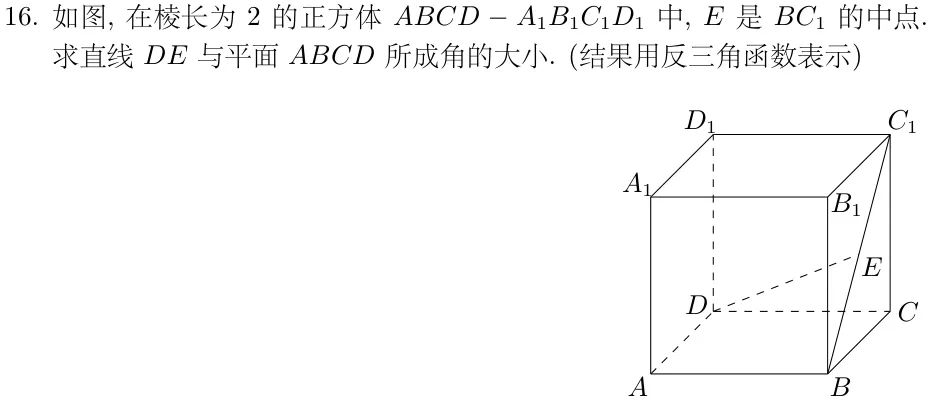 16. 如图, 在棱长为 2 的正方体 ABCD − A₁B₁C₁D₁ 中, E 是 BC₁ 的中点.
求直线 DE 与平面 ABCD 所成角的大小. (结果用反三角函数表示)
D₁
C₁
A₁
B₁
E
D
C
A
B